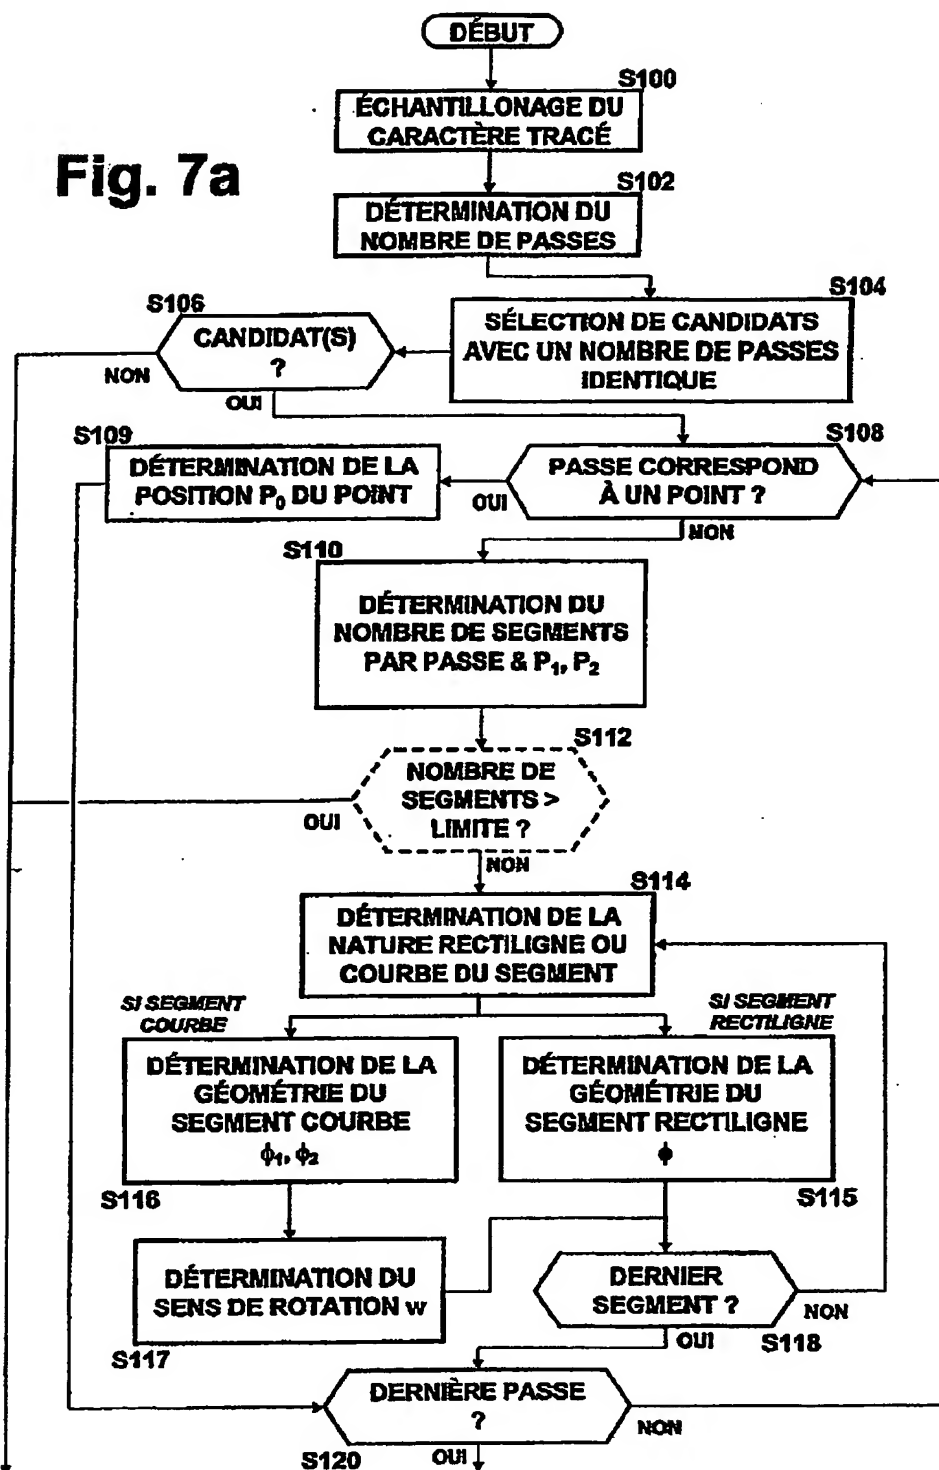 DÉBUT
S100
ÉCHANTILLONAGE DU
CARACTÈRE TRACÉ
Fig. 7a
S102
DÉTERMINATION DU
NOMBRE DE PASSES
S104
SÉLECTION DE CANDIDATS
AVEC UN NOMBRE DE PASSES
IDENTIQUE
S106
CANDIDAT(S)
?
NON
OUI
S108
PASSE CORRESPOND
À UN POINT ?
OUI
NON
S109
DÉTERMINATION DE LA
POSITION P₀ DU POINT
S110
DÉTERMINATION DU
NOMBRE DE SEGMENTS
PAR PASSE & P₁, P₂
S112
NOMBRE DE
SEGMENTS >
LIMITE ?
OUI
NON
S114
DÉTERMINATION DE LA
NATURE RECTILIGNE OU
COURBE DU SEGMENT
SI SEGMENT
COURBE
SI SEGMENT
RECTILIGNE
DÉTERMINATION DE LA
GÉOMÉTRIE DU
SEGMENT COURBE
ϕ₁, ϕ₂
S116
DÉTERMINATION DE LA
GÉOMÉTRIE DU
SEGMENT RECTILIGNE
ϕ
S115
DÉTERMINATION DU
SENS DE ROTATION w
S117
DERNIER
SEGMENT ?
NON
OUI
S118
DERNIÈRE PASSE
?
NON
S120
OUI